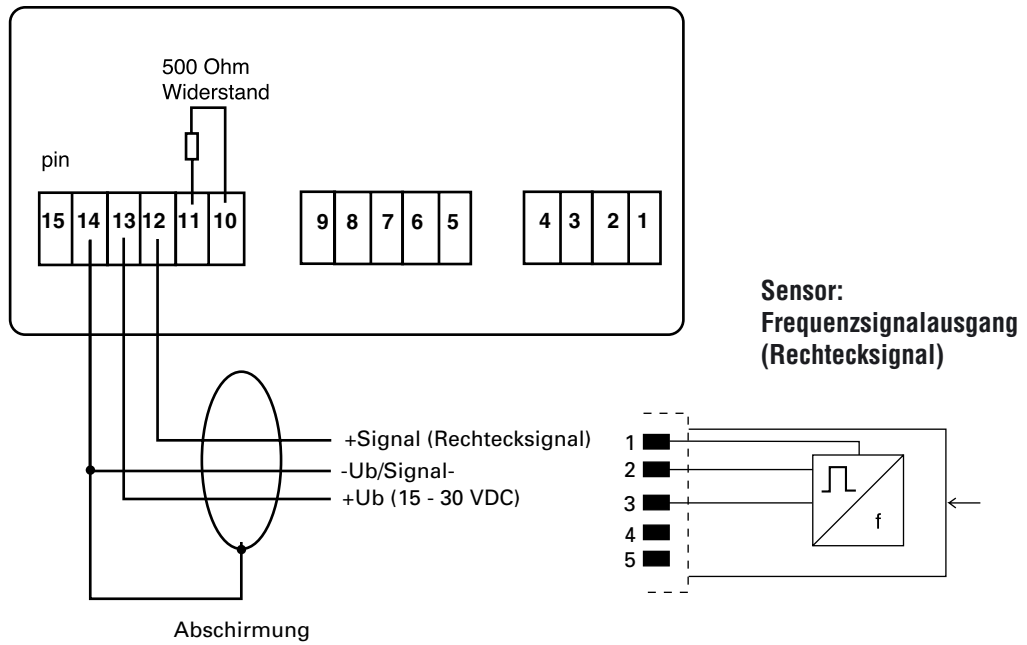 500 Ohm
Widerstand
pin
15 14 13 12 11 10
9 8 7 6 5
4 3 2 1
Sensor:
Frequenzsignalausgang
(Rechtecksignal)
+Signal (Rechtecksignal)
-Ub/Signal-
+Ub (15 - 30 VDC)
1
2
3
4
5
f
Abschirmung